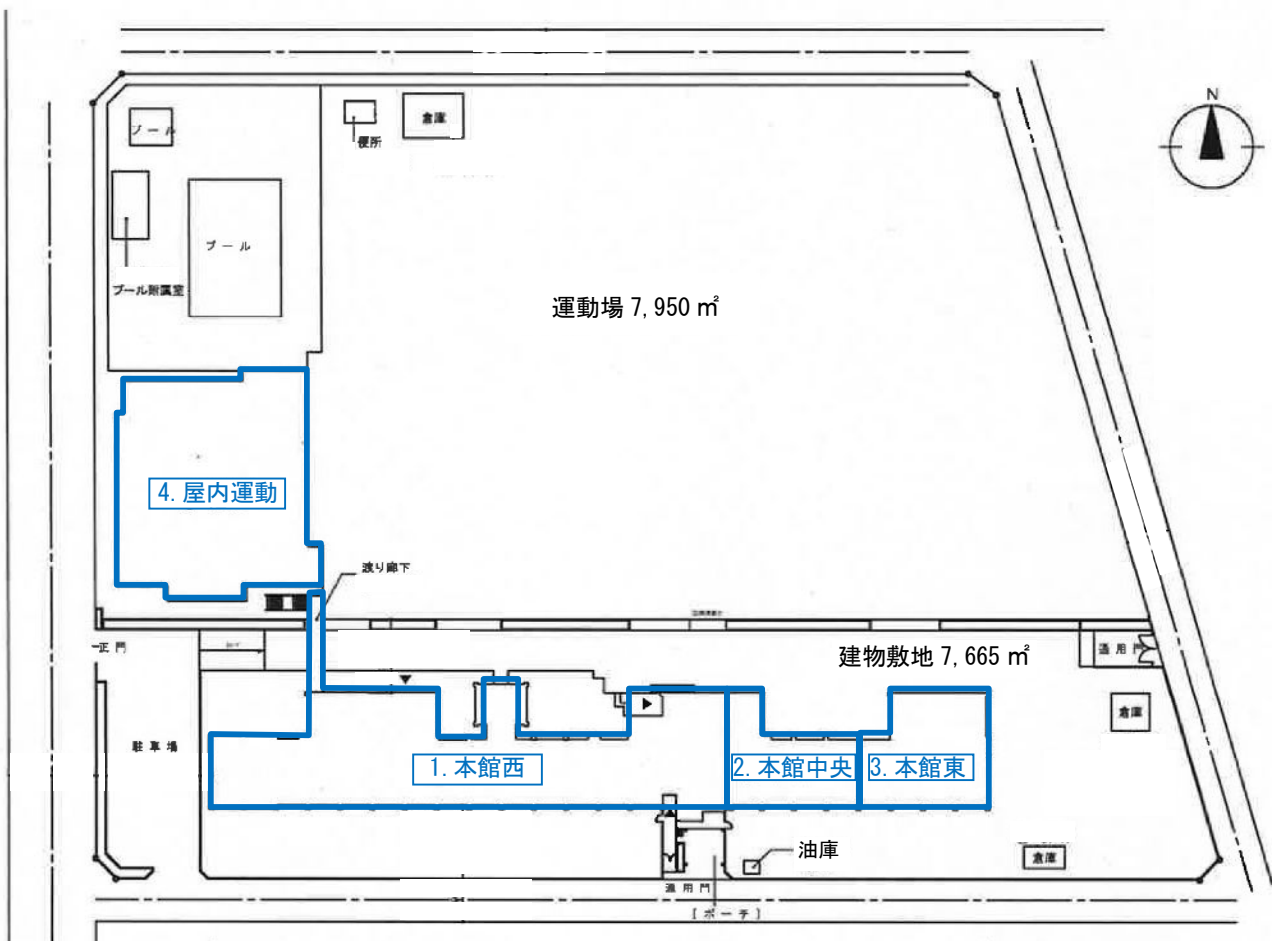 N
プール
便所
倉庫
プール
プール附属室
運動場 7,950 ㎡
4. 屋内運動
渡り廊下
正門
建物敷地 7,665 ㎡
通用門
倉庫
駐車場
1. 本館西
2. 本館中央
3. 本館東
油庫
倉庫
通用門
[ポーチ]